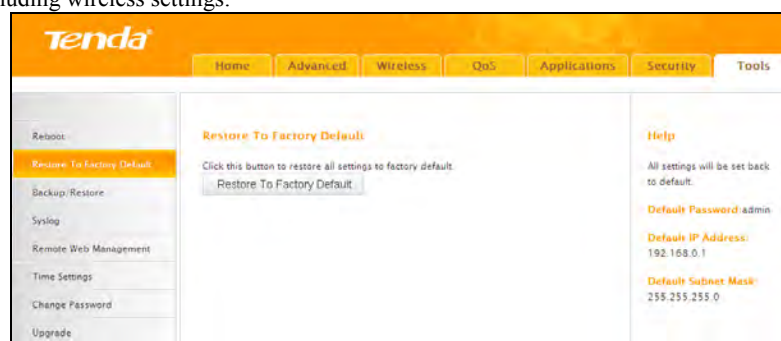 luding wireless settings.
Tenda
Home Advanced Wireless QoS Applications Security Tools
Reboot
Restore To Factory Default
Backup/Restore
Syslog
Remote Web Management
Time Settings
Change Password
Upgrade
Restore To Factory Default
Click this button to restore all settings to factory default.
Restore To Factory Default
Help
All settings will be set back
to default.
Default Password:admin
Default IP Address:
192.168.0.1
Default Subnet Mask:
255.255.255.0